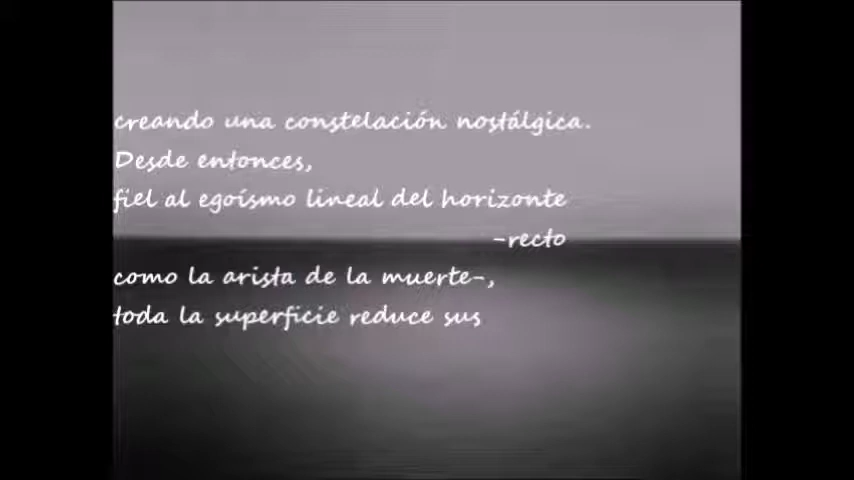 creando una constelación nostálgica.
Desde entonces,
fiel al egoísmo lineal del horizonte
-recto
como la arista de la muerte-,
toda la superficie reduce sus